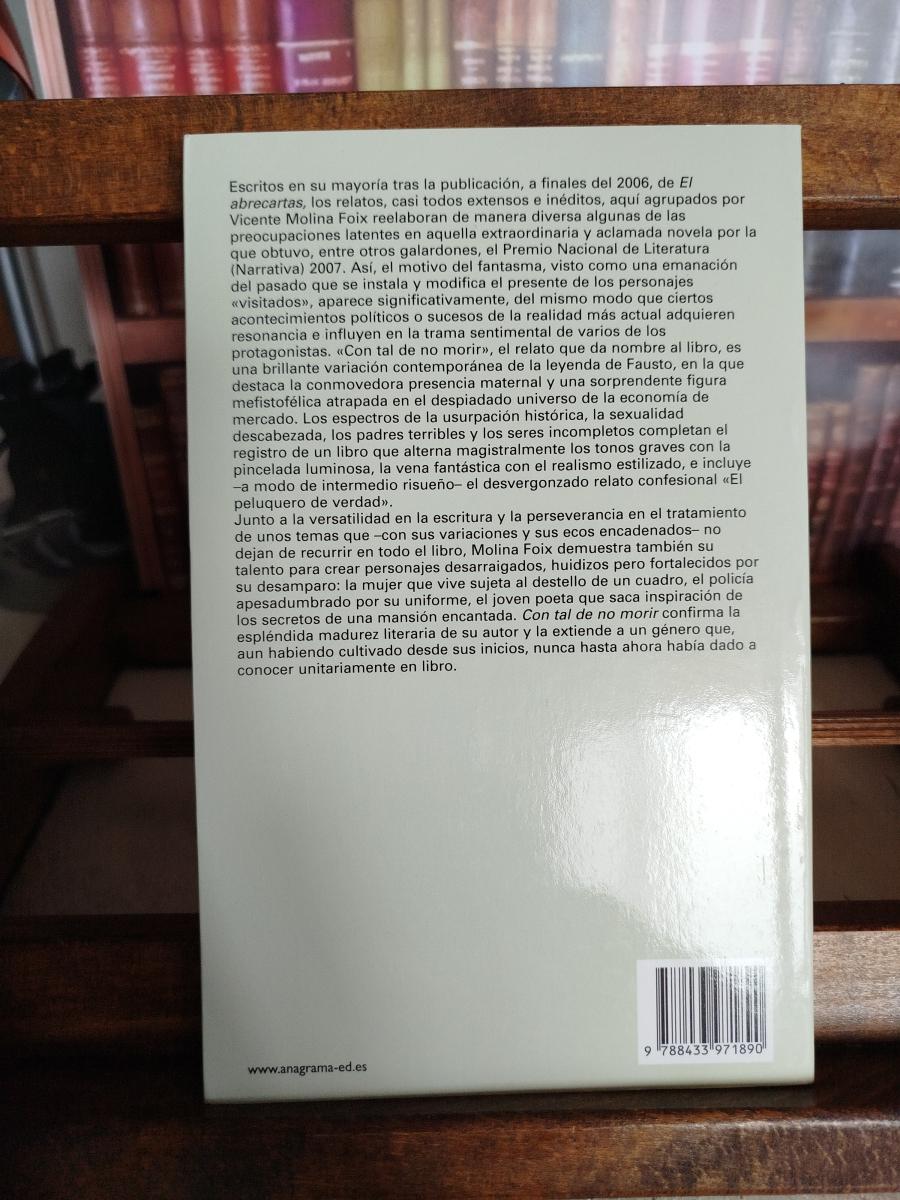 Escritos en su mayoría tras la publicación, a finales del 2006, de El
abrecartas, los relatos, casi todos extensos e inéditos, aquí agrupados por
Vicente Molina Foix reelaboran de manera diversa algunas de las
preocupaciones latentes en aquella extraordinaria y aclamada novela por la
que obtuvo, entre otros galardones, el Premio Nacional de Literatura
(Narrativa) 2007. Así, el motivo del fantasma, visto como una emanación
del pasado que se instala y modifica el presente de los personajes
«visitados», aparece significativamente, del mismo modo que ciertos
acontecimientos políticos o sucesos de la realidad más actual adquieren
resonancia e influyen en la trama sentimental de varios de los
protagonistas. «Con tal de no morir», el relato que da nombre al libro, es
una brillante variación contemporánea de la leyenda de Fausto, en la que
destaca la conmovedora presencia maternal y una sorprendente figura
mefistofélica atrapada en el despiadado universo de la economía de
mercado. Los espectros de la usurpación histórica, la sexualidad
descabezada, los padres terribles y los seres incompletos completan el
registro de un libro que alterna magistralmente los tonos graves con la
pincelada luminosa, la vena fantástica con el realismo estilizado, e incluye
–a modo de intermedio risueño– el desvergonzado relato confesional «El
peluquero de verdad».
Junto a la versatilidad en la escritura y la perseverancia en el tratamiento
de unos temas que –con sus variaciones y sus ecos encadenados– no
dejan de recurrir en todo el libro, Molina Foix demuestra también su
talento para crear personajes desarraigados, huidizos pero fortalecidos por
su desamparo: la mujer que vive sujeta al destello de un cuadro, el policía
apesadumbrado por su uniforme, el joven poeta que saca inspiración de
los secretos de una mansión encantada. Con tal de no morir confirma la
espléndida madurez literaria de su autor y la extiende a un género que,
aun habiendo cultivado desde sus inicios, nunca hasta ahora había dado a
conocer unitariamente en libro.
www.anagrama-ed.es
9 788433 971890